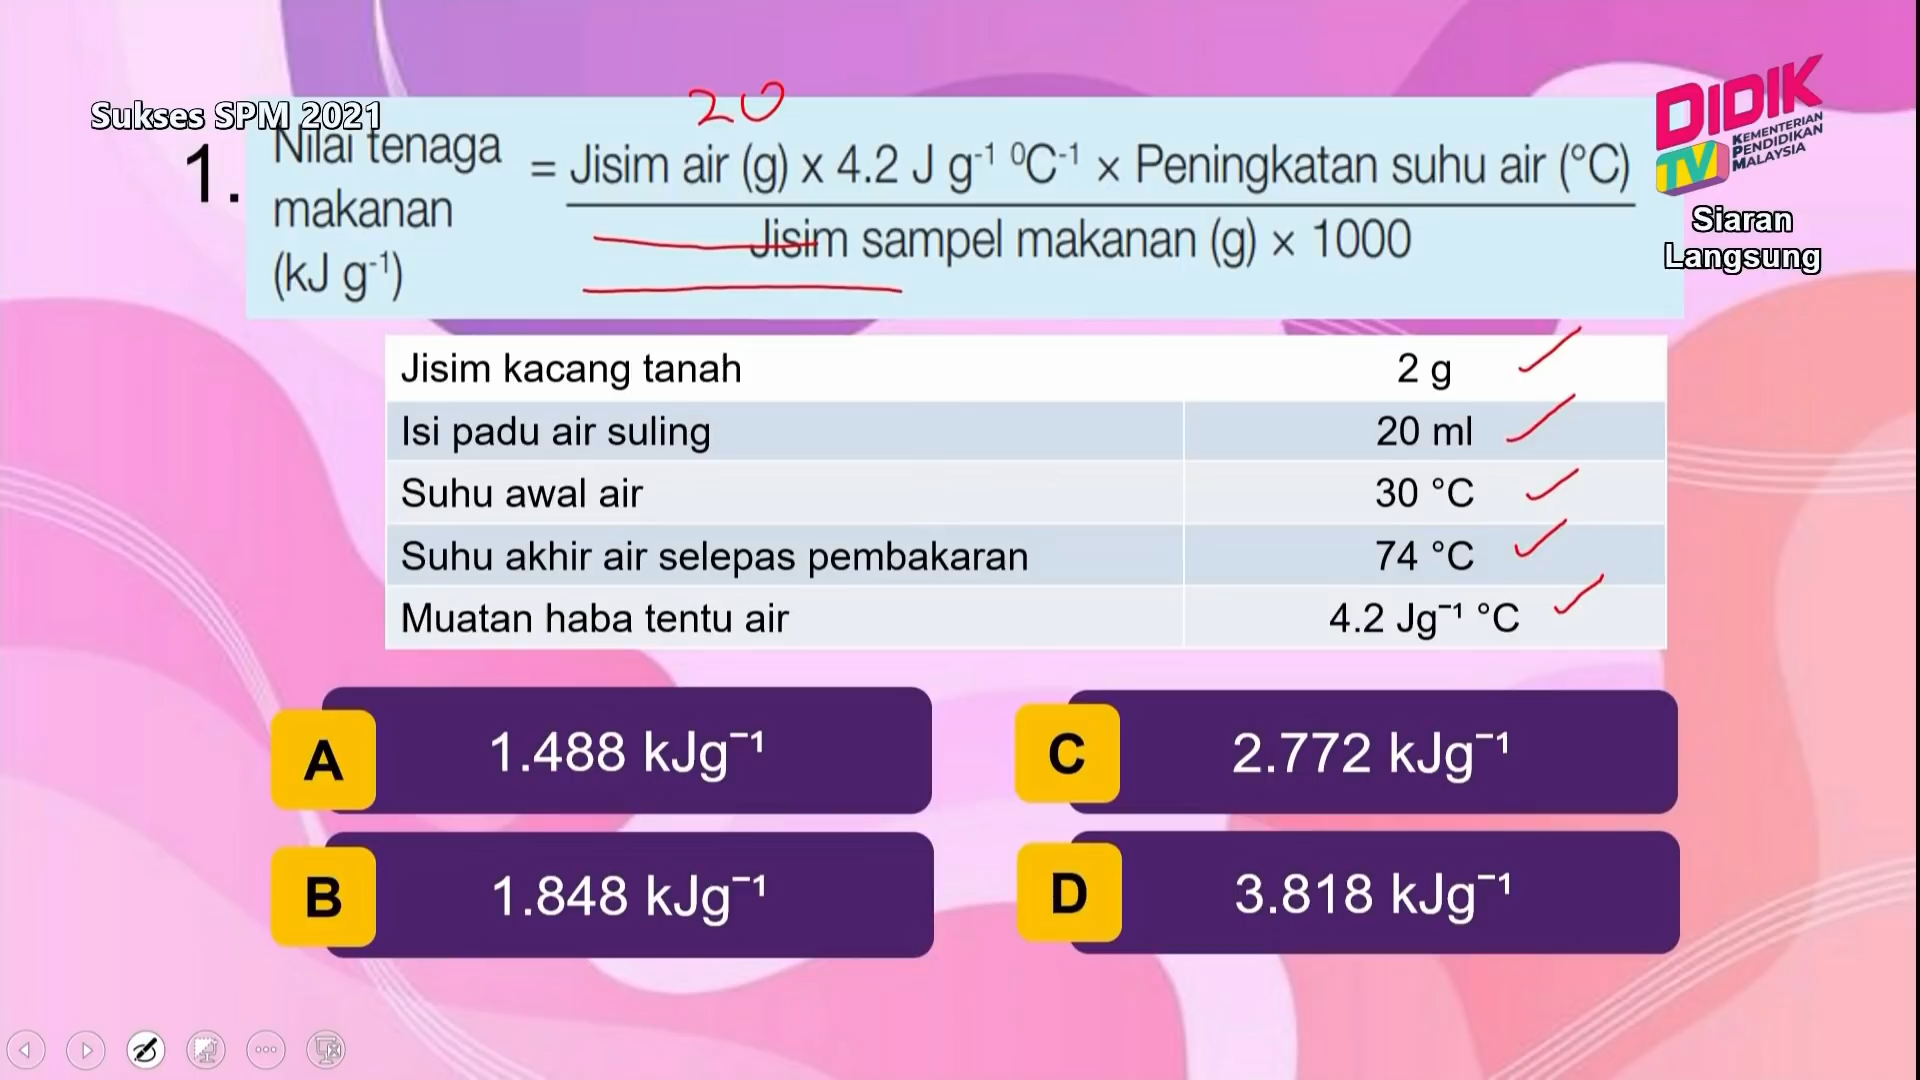 Sukses SPM 2021
DIDIK
TV
KEMENTERIAN
PENDIDIKAN
MALAYSIA
Siaran
Langsung
20
1.
Nilai tenaga
makanan
(kJ g⁻¹)
= Jisim air (g) x 4.2 J g⁻¹ ⁰C⁻¹ × Peningkatan suhu air (°C)
Jisim sampel makanan (g) × 1000
Jisim kacang tanah 2 g
Isi padu air suling 20 ml
Suhu awal air 30 °C
Suhu akhir air selepas pembakaran 74 °C
Muatan haba tentu air 4.2 Jg⁻¹ °C
A 1.488 kJg⁻¹
B 1.848 kJg⁻¹
C 2.772 kJg⁻¹
D 3.818 kJg⁻¹